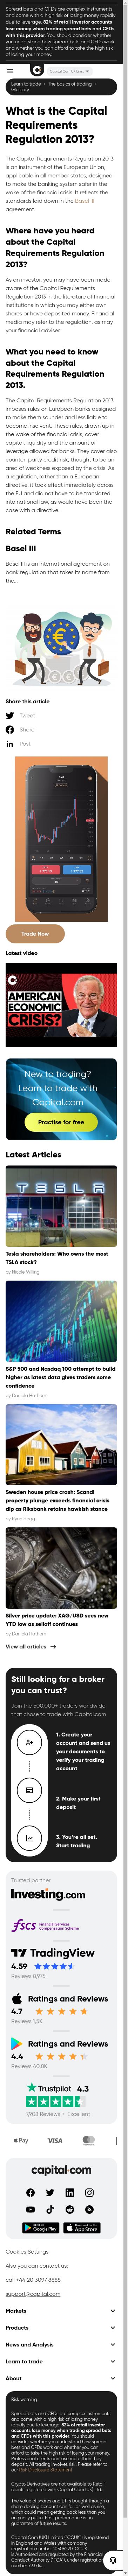 Spread bets and CFDs are complex instruments
and come with a high risk of losing money rapidly
due to leverage. 82% of retail investor accounts
lose money when trading spread bets and CFDs
with this provider. You should consider whether
you understand how spread bets and CFDs work
and whether you can afford to take the high risk
of losing your money.
Learn to trade • The basics of trading •
Glossary
What is the Capital
Requirements
Regulation 2013?
The Capital Requirements Regulation 2013
is an instrument of the European Union,
applicable in all member states and designed
to make the banking system safer in the
event of a financial crisis. It reflects the
standards laid down in the Basel III
agreement.
Where have you heard
about the Capital
Requirements Regulation
2013?
As an investor, you may have seen mention
made of the Capital Requirements
Regulation 2013 in the literature of financial
institutions in which you hold either own
shares or have deposited money. Financial
media may refer to the regulation, so you
may be familiar
What you need to know
about the Capital
Requirements Regulation
2013.
The Capital Requirements Regulation 2013
imposes rules on European banks designed
to make them sound and less liable to
become insolvent. These rules, drawn up in
the light of the financial crisis, cover
liquidity, the amounts and types of capital
that must be held and the amount of
leverage allowed for banks. They cover also
counter-party credit risk, thought to be a
danger to banks exposed by the crisis. As a
regulation, rather than a European
directive, it had effect immediately across
the EU and did not have to be translated
into national law, as would have been the
case with a directive.
Related Terms
Basel III
Basel III is an international agreement on
bank regulation that takes its name from
the...
Share this article
Tweet
Share
Post
Trade Now
Latest video
AMERICAN
ECONOMIC
CRISIS?
New to trading?
Learn to trade with
Capital.com
Practise for free
Latest Articles
TESLA
Tesla shareholders: Who owns the most
TSLA stock?
S&P 500 and Nasdaq 100 attempt to build
higher as latest data gives traders some
confidence
Sweden house price crash: Scandi
property plunge exceeds financial crisis
dip as Riksbank retains hawkish stance
by Ryan Hogg
Silver price update: XAG/USD sees new
YTD low as selloff continues
View all articles →
Still looking for a broker
you can trust?
Join the 500.000+ traders worldwide
that chose to trade with Capital.com
1. Create your
account and send us
your documents to
verify your trading
account
2. Make your first
deposit
3. You're all set.
Start trading
Trusted partner
Investing.com
fscs Financial Services
Compensation Scheme
TradingView
4.59
Reviews 8,975
Ratings and Reviews
4.7
Reviews 1,5K
Ratings and Reviews
4.4
Reviews 40,8K
Trustpilot 4.3
7,908 Reviews • Excellent
Pay VISA
capital.com
GET IT ON
Google Play
Download on the
App Store
Cookies Settings
Also you can contact us:
call +44 20 3097 8888
support@capital.com
Markets
Products
News and Analysis
Learn to trade
About
Risk warning
Spread bets and CFDs are complex instruments
and come with a high risk of losing money
rapidly due to leverage. 82% of retail investor
accounts lose money when trading spread bets
and CFDs with this provider. You should
consider whether you understand how spread
bets and CFDs work and whether you can
afford to take the high risk of losing your money.
Professional clients can lose more than they
deposit. All trading involves risk. Please refer to
our Risk Disclosure Statement
Crypto Derivatives are not available to Retail
clients registered with Capital Com (UK) Ltd.
The value of shares and ETFs bought through a
share dealing account can fall as well as rise,
which could mean getting back less than you
originally put in. Past performance is no
guarantee of future results.
Capital Com (UK) Limited ("CCUK") is registered
in England and Wales with company
registration number 10506220. CCUK
is Authorised and regulated by the Financial
Conduct Authority ("FCA"), under registration
number 793714.